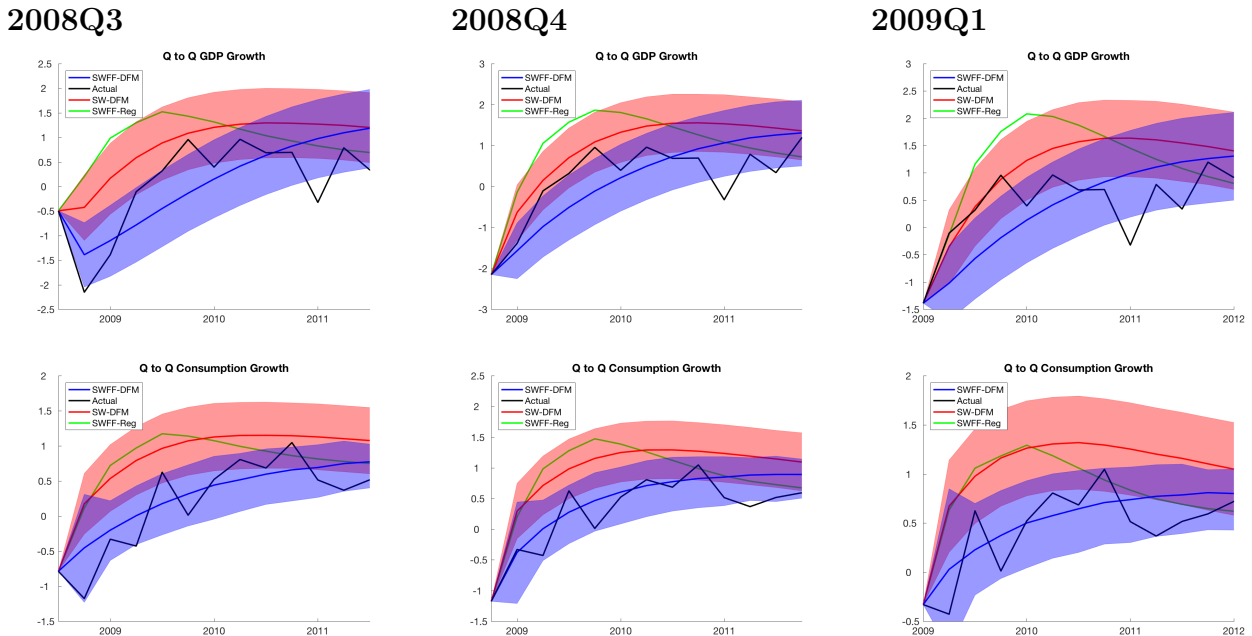 2008Q3
2008Q4
2009Q1
Q to Q GDP Growth
SWFF-DFM
Actual
SW-DFM
SWFF-Reg
2.5
2
1.5
1
0.5
0
-0.5
-1
-1.5
-2
-2.5
2009
2010
2011
Q to Q GDP Growth
SWFF-DFM
Actual
SW-DFM
SWFF-Reg
3
2
1
0
-1
-2
-3
2009
2010
2011
Q to Q GDP Growth
SWFF-DFM
Actual
SW-DFM
SWFF-Reg
3
2.5
2
1.5
1
0.5
0
-0.5
-1
-1.5
2009
2010
2011
2012
Q to Q Consumption Growth
SWFF-DFM
Actual
SW-DFM
SWFF-Reg
2
1.5
1
0.5
0
-0.5
-1
-1.5
2009
2010
2011
Q to Q Consumption Growth
SWFF-DFM
Actual
SW-DFM
SWFF-Reg
2.5
2
1.5
1
0.5
0
-0.5
-1
-1.5
2009
2010
2011
Q to Q Consumption Growth
SWFF-DFM
Actual
SW-DFM
SWFF-Reg
2
1.5
1
0.5
0
-0.5
2009
2010
2011
2012